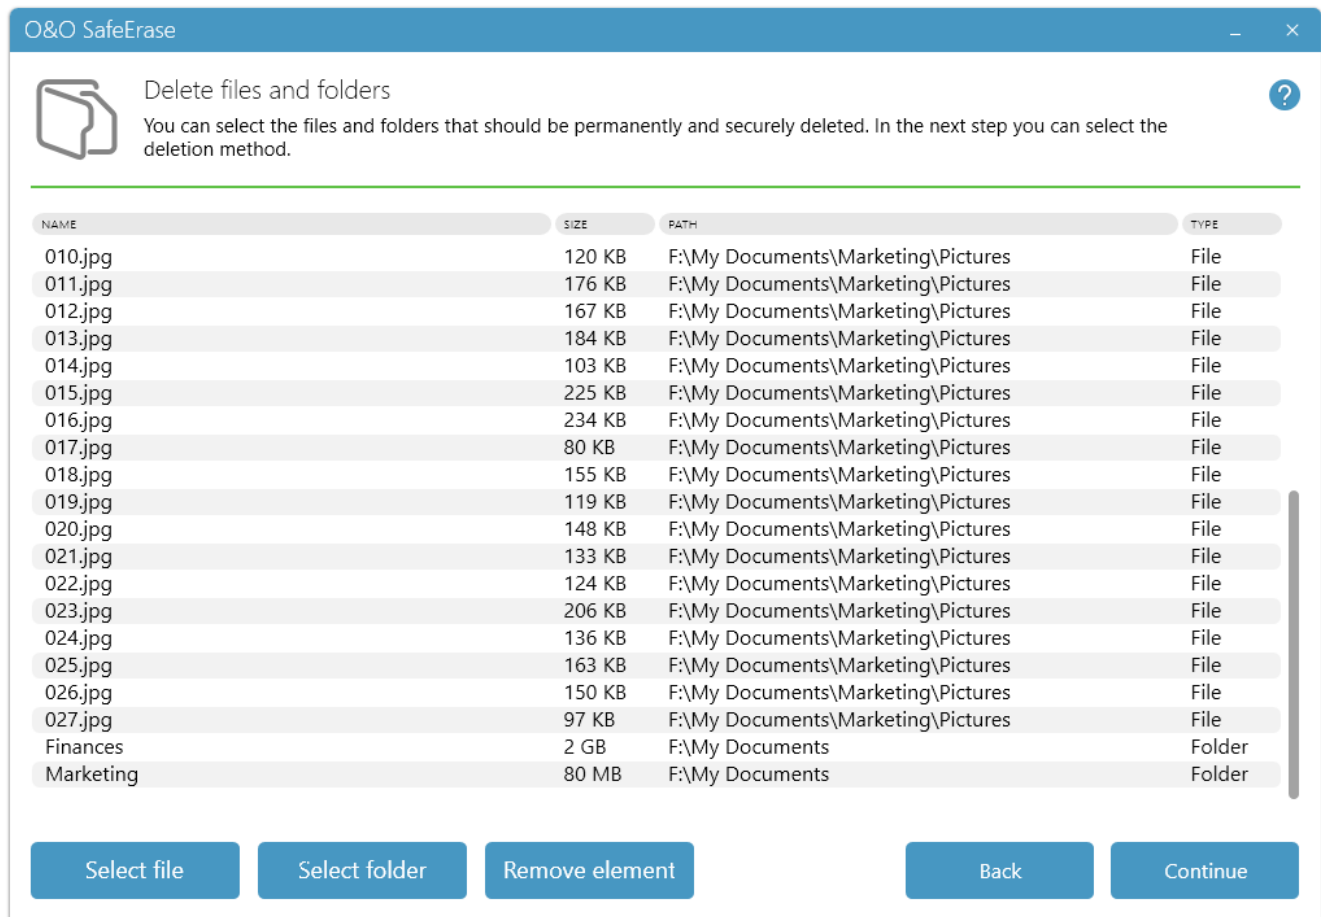 O&O SafeErase
Delete files and folders
?
You can select the files and folders that should be permanently and securely deleted. In the next step you can select the
deletion method.
NAME SIZE PATH TYPE
010.jpg 120 KB F:\My Documents\Marketing\Pictures File
011.jpg 176 KB F:\My Documents\Marketing\Pictures File
012.jpg 167 KB F:\My Documents\Marketing\Pictures File
013.jpg 184 KB F:\My Documents\Marketing\Pictures File
014.jpg 103 KB F:\My Documents\Marketing\Pictures File
015.jpg 225 KB F:\My Documents\Marketing\Pictures File
016.jpg 234 KB F:\My Documents\Marketing\Pictures File
017.jpg 80 KB F:\My Documents\Marketing\Pictures File
018.jpg 155 KB F:\My Documents\Marketing\Pictures File
019.jpg 119 KB F:\My Documents\Marketing\Pictures File
020.jpg 148 KB F:\My Documents\Marketing\Pictures File
021.jpg 133 KB F:\My Documents\Marketing\Pictures File
022.jpg 124 KB F:\My Documents\Marketing\Pictures File
023.jpg 206 KB F:\My Documents\Marketing\Pictures File
024.jpg 136 KB F:\My Documents\Marketing\Pictures File
025.jpg 163 KB F:\My Documents\Marketing\Pictures File
026.jpg 150 KB F:\My Documents\Marketing\Pictures File
027.jpg 97 KB F:\My Documents\Marketing\Pictures File
Finances 2 GB F:\My Documents Folder
Marketing 80 MB F:\My Documents Folder
Select file Select folder Remove element Back Continue